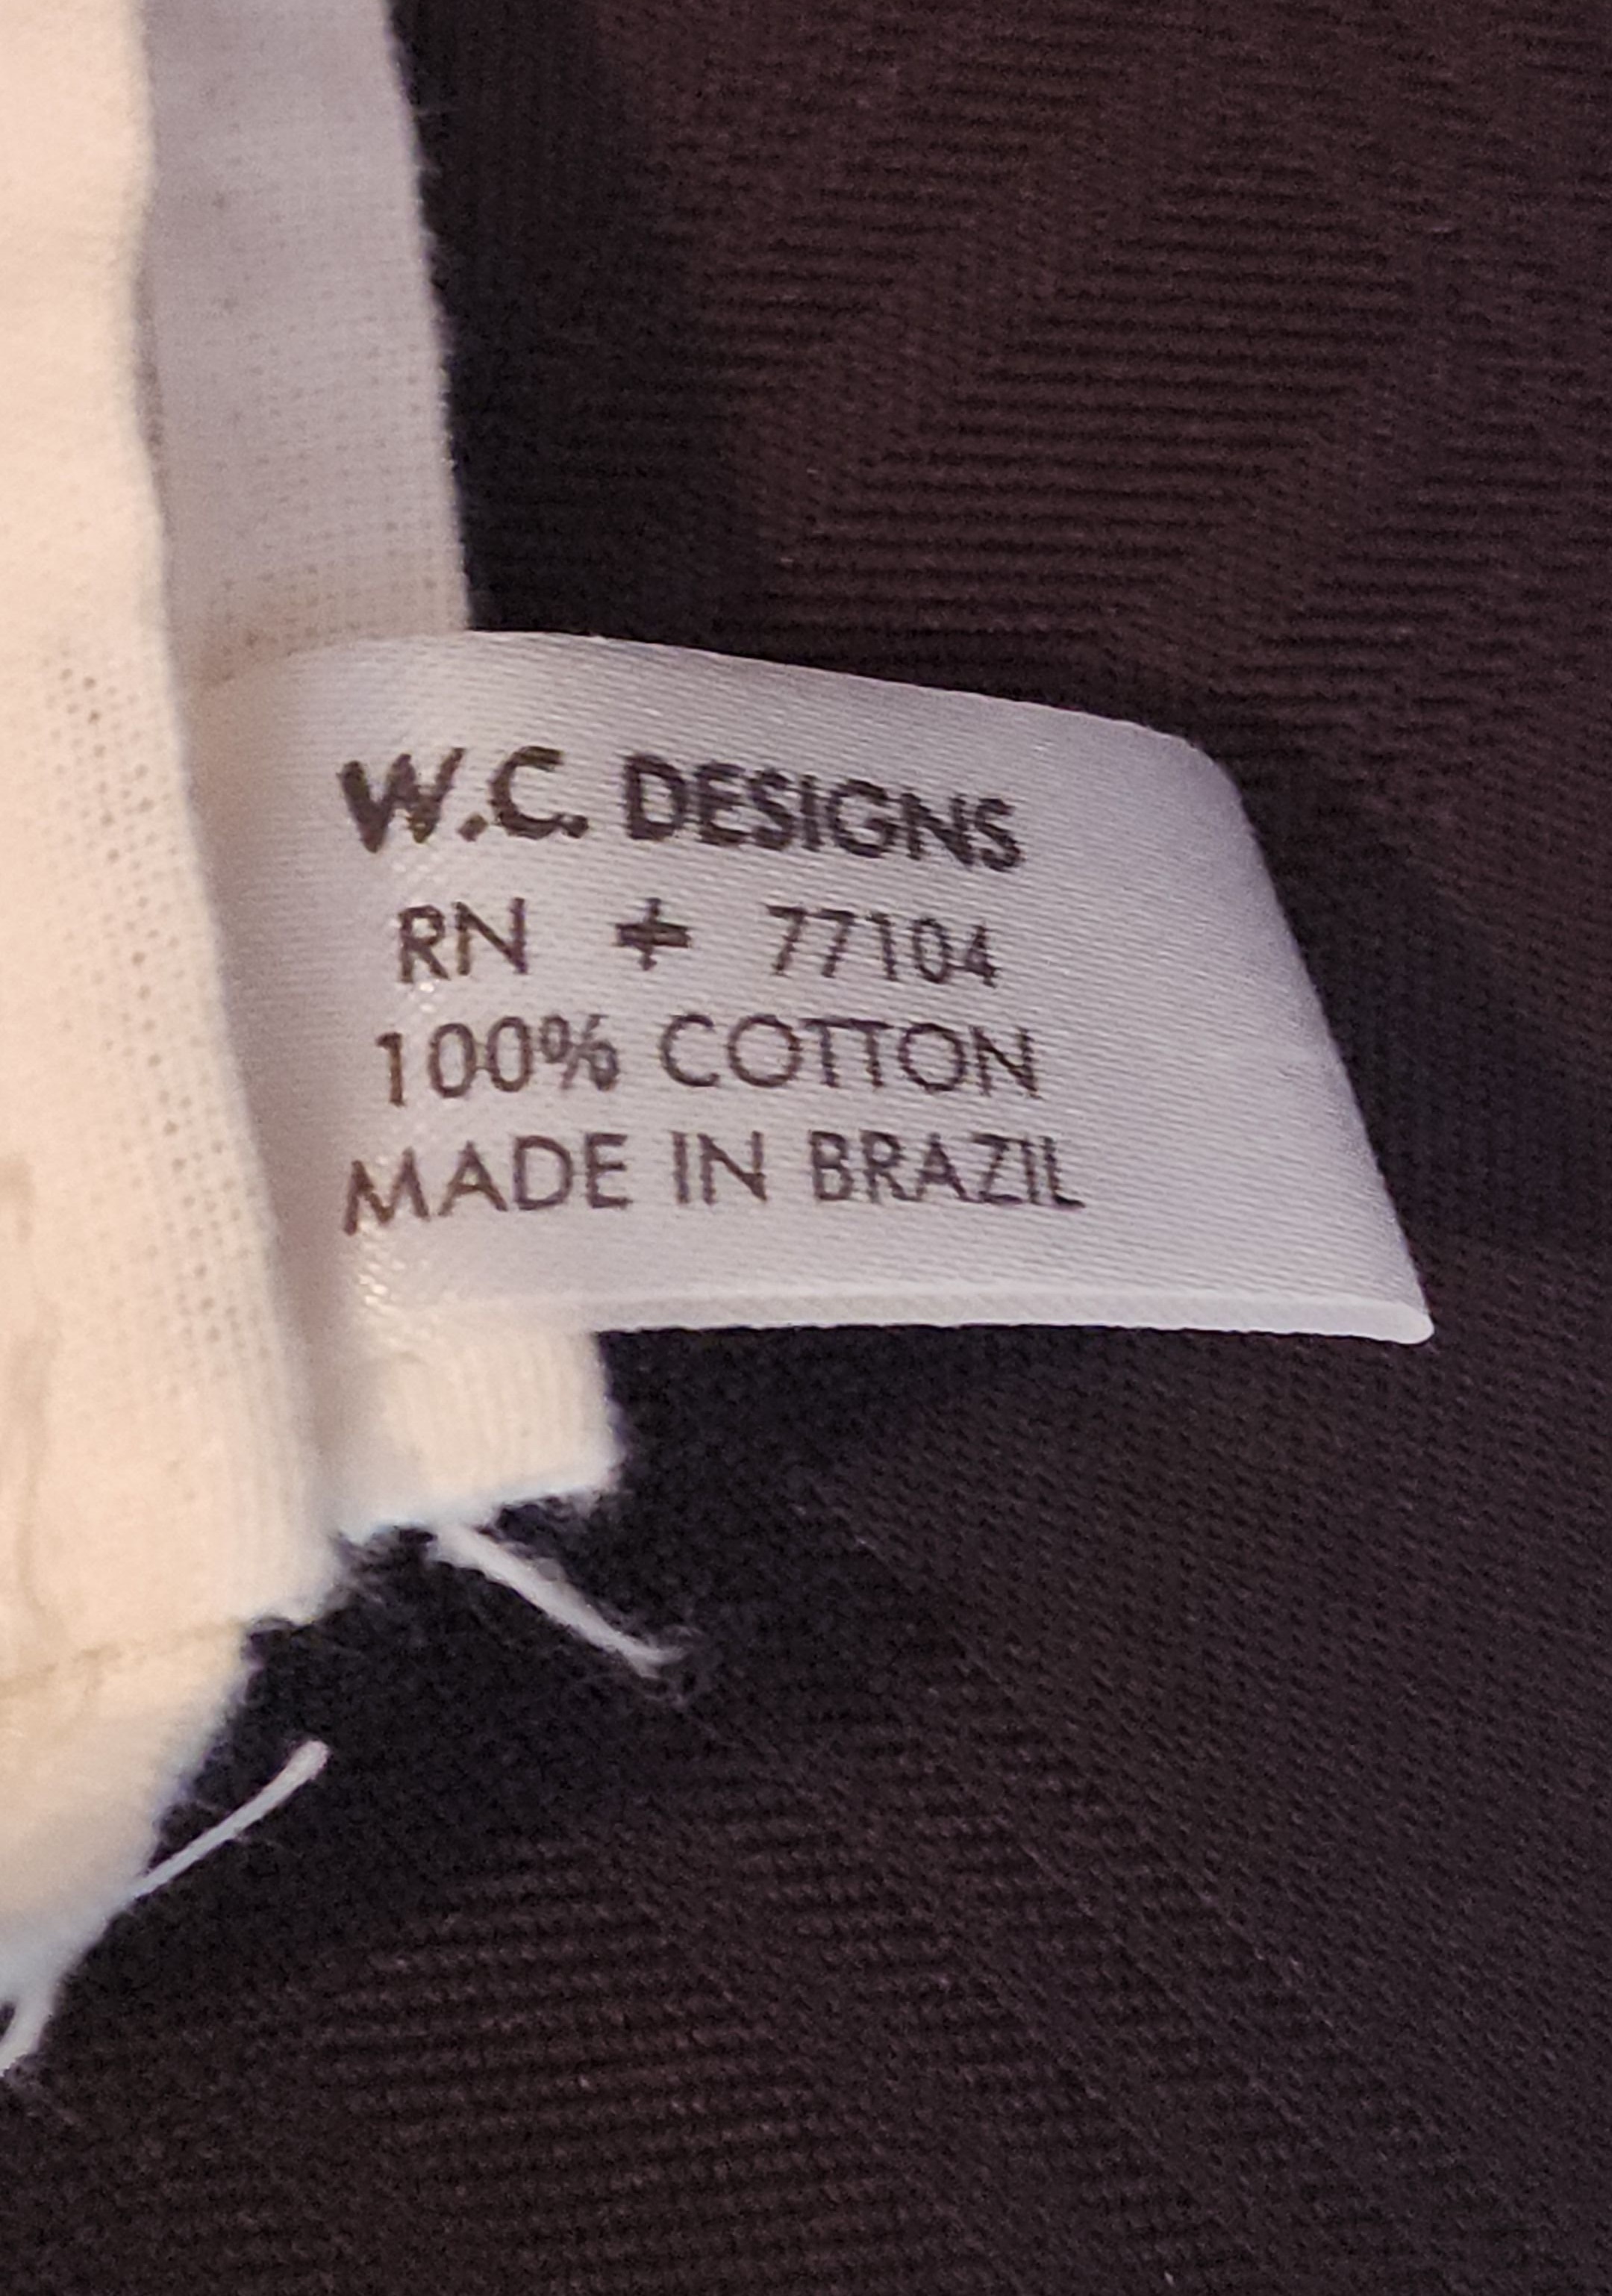 W.C. DESIGNS
RN # 77104
100% COTTON
MADE IN BRAZIL